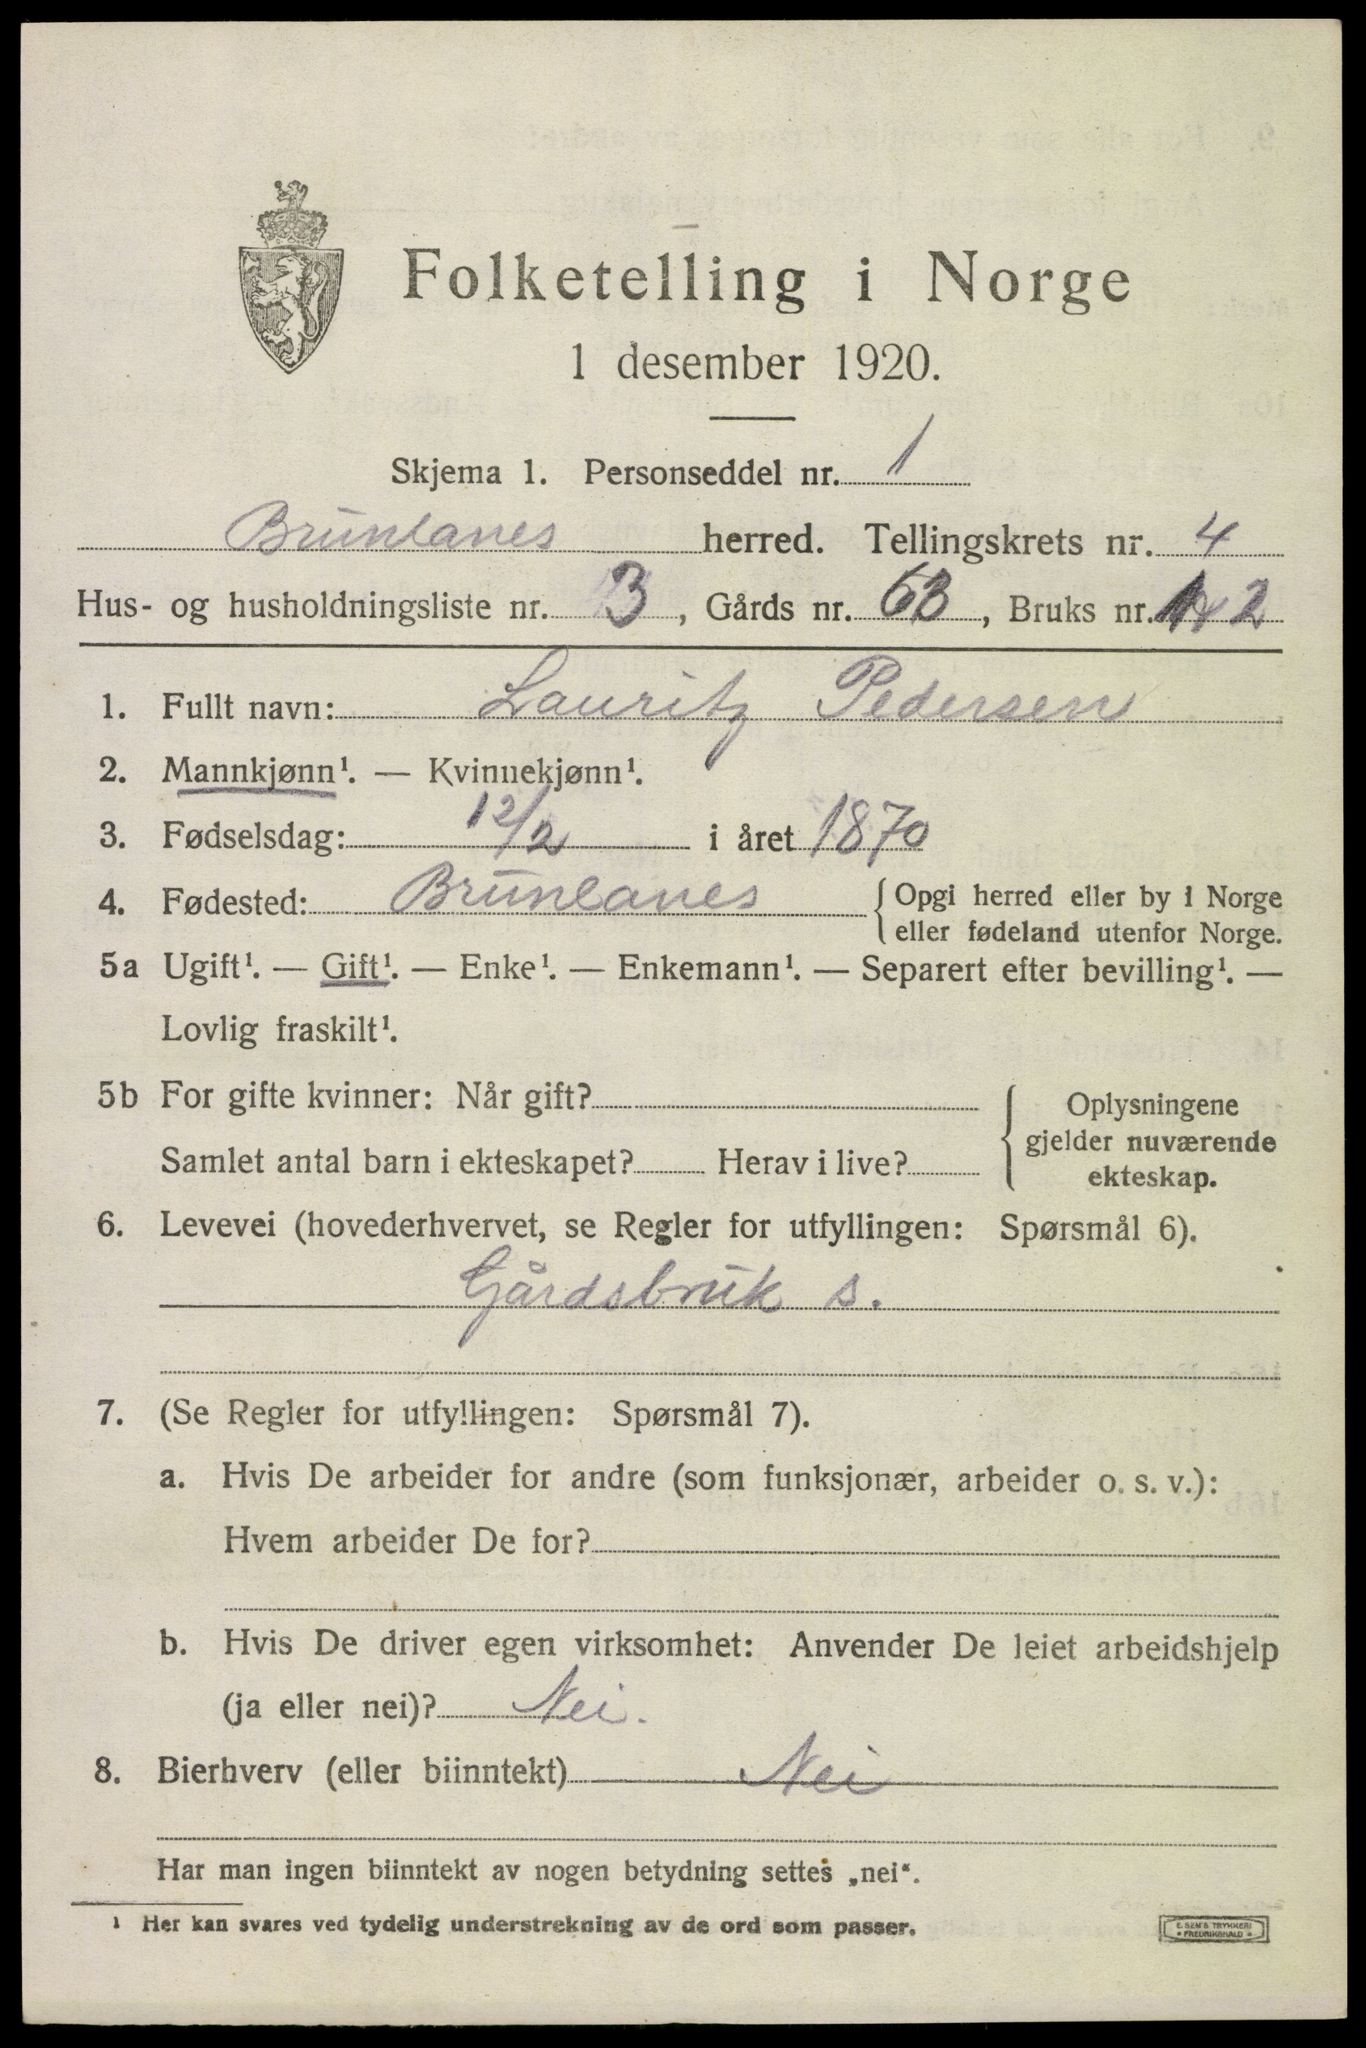 Folketelling i Norge
1 desember 1920.
Skjema 1. Personseddel nr. 1
Brunlanes herred. Tellingskrets nr. 4
Hus- og husholdningsliste nr. 3, Gårds nr. 63, Bruks nr. 2
1. Fullt navn: Lauritz Pedersen
2. Mannkjønn¹. — Kvinnekjønn¹.
3. Fødselsdag: 12/2 i året 1870
4. Fødested: Brunlanes { Opgi herred eller by i Norge
eller fødeland utenfor Norge.
5a Ugift¹. — Gift¹. — Enke¹. — Enkemann¹. — Separert efter bevilling¹. —
Lovlig fraskilt¹.
5b For gifte kvinner: Når gift?
Samlet antal barn i ekteskapet? Herav i live?
Oplysningene
gjelder nuværende
ekteskap.
6. Levevei (hovederhvervet, se Regler for utfyllingen: Spørsmål 6).
Gårdsbruk s.
7. (Se Regler for utfyllingen: Spørsmål 7).
a. Hvis De arbeider for andre (som funksjonær, arbeider o. s. v.):
Hvem arbeider De for?
b. Hvis De driver egen virksomhet: Anvender De leiet arbeidshjelp
(ja eller nei)? Nei.
8. Bierhverv (eller biinntekt) Nei
Har man ingen biinntekt av nogen betydning settes „nei“.
¹ Her kan svares ved tydelig understrekning av de ord som passer.
E. SEM'S TRYKKERI
* FREDRIKSHALD *